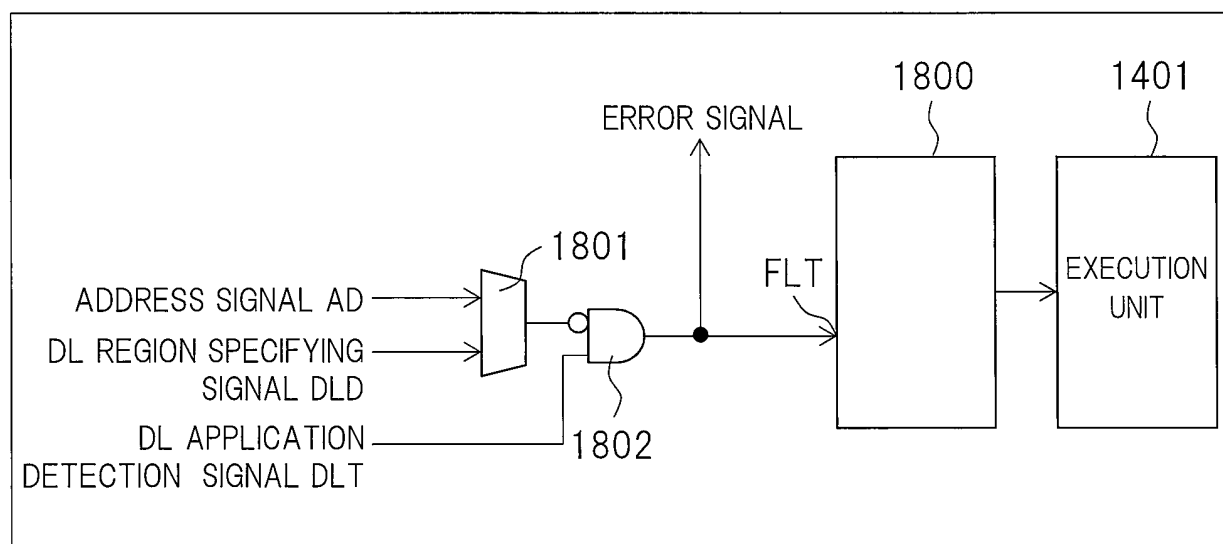 1800
1401
ERROR SIGNAL
1801
FLT
EXECUTION
UNIT
ADDRESS SIGNAL AD
DL REGION SPECIFYING
SIGNAL DLD
1802
DL APPLICATION
DETECTION SIGNAL DLT